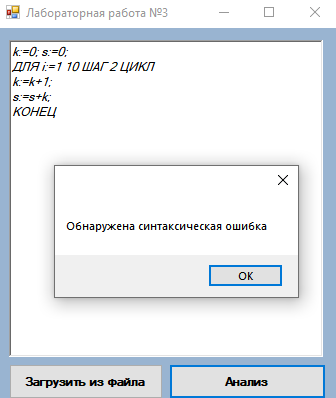 Лабораторная работа №3
k:=0; s:=0;
ДЛЯ i:=1 10 ШАГ 2 ЦИКЛ
k:=k+1;
s:=s+k;
КОНЕЦ
Обнаружена синтаксическая ошибка
OK
Загрузить из файла
Анализ